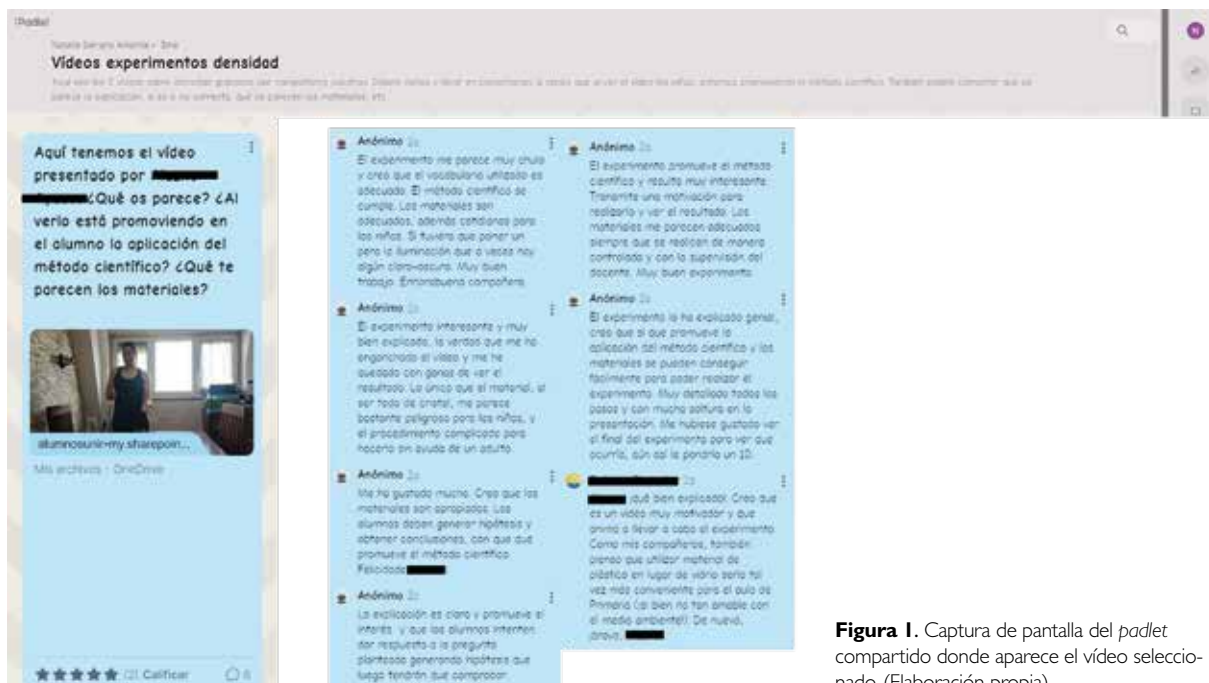 Padlet
Vídeos experimentos densidad
Aquí tenemos el vídeo
presentado por
¿Qué os parece? ¿Al
verlo está promoviendo en
el alumno la aplicación del
método científico? ¿Qué te
parecen los materiales?
alumnosunir-my.sharepoin...
Mis archivos - OneDrive
Calificar
Anónimo
El experimento me parece muy chulo
y creo que el vocabulario utilizado es
adecuado. El método científico se
cumple. Los materiales son
adecuados, además cotidianos para
los niños. Si tuviera que poner un
pero la iluminación que a veces hay
algún claro-oscuro. Muy buen
trabajo. Enhorabuena compañera.
Anónimo
El experimento interesante y muy
bien explicado, la verdad que me ha
enganchado el vídeo y me he
quedado con ganas de ver el
resultado. Lo único que el material, al
ser todo de cristal, me parece
bastante peligroso para los niños, y
el procedimiento complicado para
hacerlo sin ayuda de un adulto.
Anónimo
Me ha gustado mucho. Creo que los
materiales son apropiados. Los
alumnos deben generar hipótesis y
obtener conclusiones, con que
promueve el método científico.
Anónimo
La explicación es clara y promueve el
interés y que los alumnos intenten
dar respuesta a la pregunta
planteada generando hipótesis que
luego tendrán que comprobar.
Anónimo
El experimento promueve el método
científico y resulta muy interesante.
Transmite una motivación para
realizarlo y ver el resultado. Los
materiales me parecen adecuados
siempre que se realicen de manera
controlada y con la supervisión del
docente. Muy buen experimento.
Anónimo
El experimento lo ha explicado genial,
creo que si que promueve la
aplicación del método científico y los
materiales se pueden conseguir
fácilmente para poder realizar el
experimento. Muy detallado todos los
pasos y con mucha soltura en la
presentación. Me hubiese gustado ver
el final del experimento para ver que
ocurría, aún así le pondría un 10.
¡qué bien explicado! Creo que
es un vídeo muy motivador y que
anima a llevar a cabo el experimento.
Como mis compañeros, también
pienso que utilizar material de
plástico en lugar de vidrio sería tal
vez más conveniente para el aula de
Primaria (si bien no tan amable con
el medio ambiente!). De nuevo,
Figura 1. Captura de pantalla del padlet
compartido donde aparece el vídeo seleccio-
nado. (Elaboración propia)